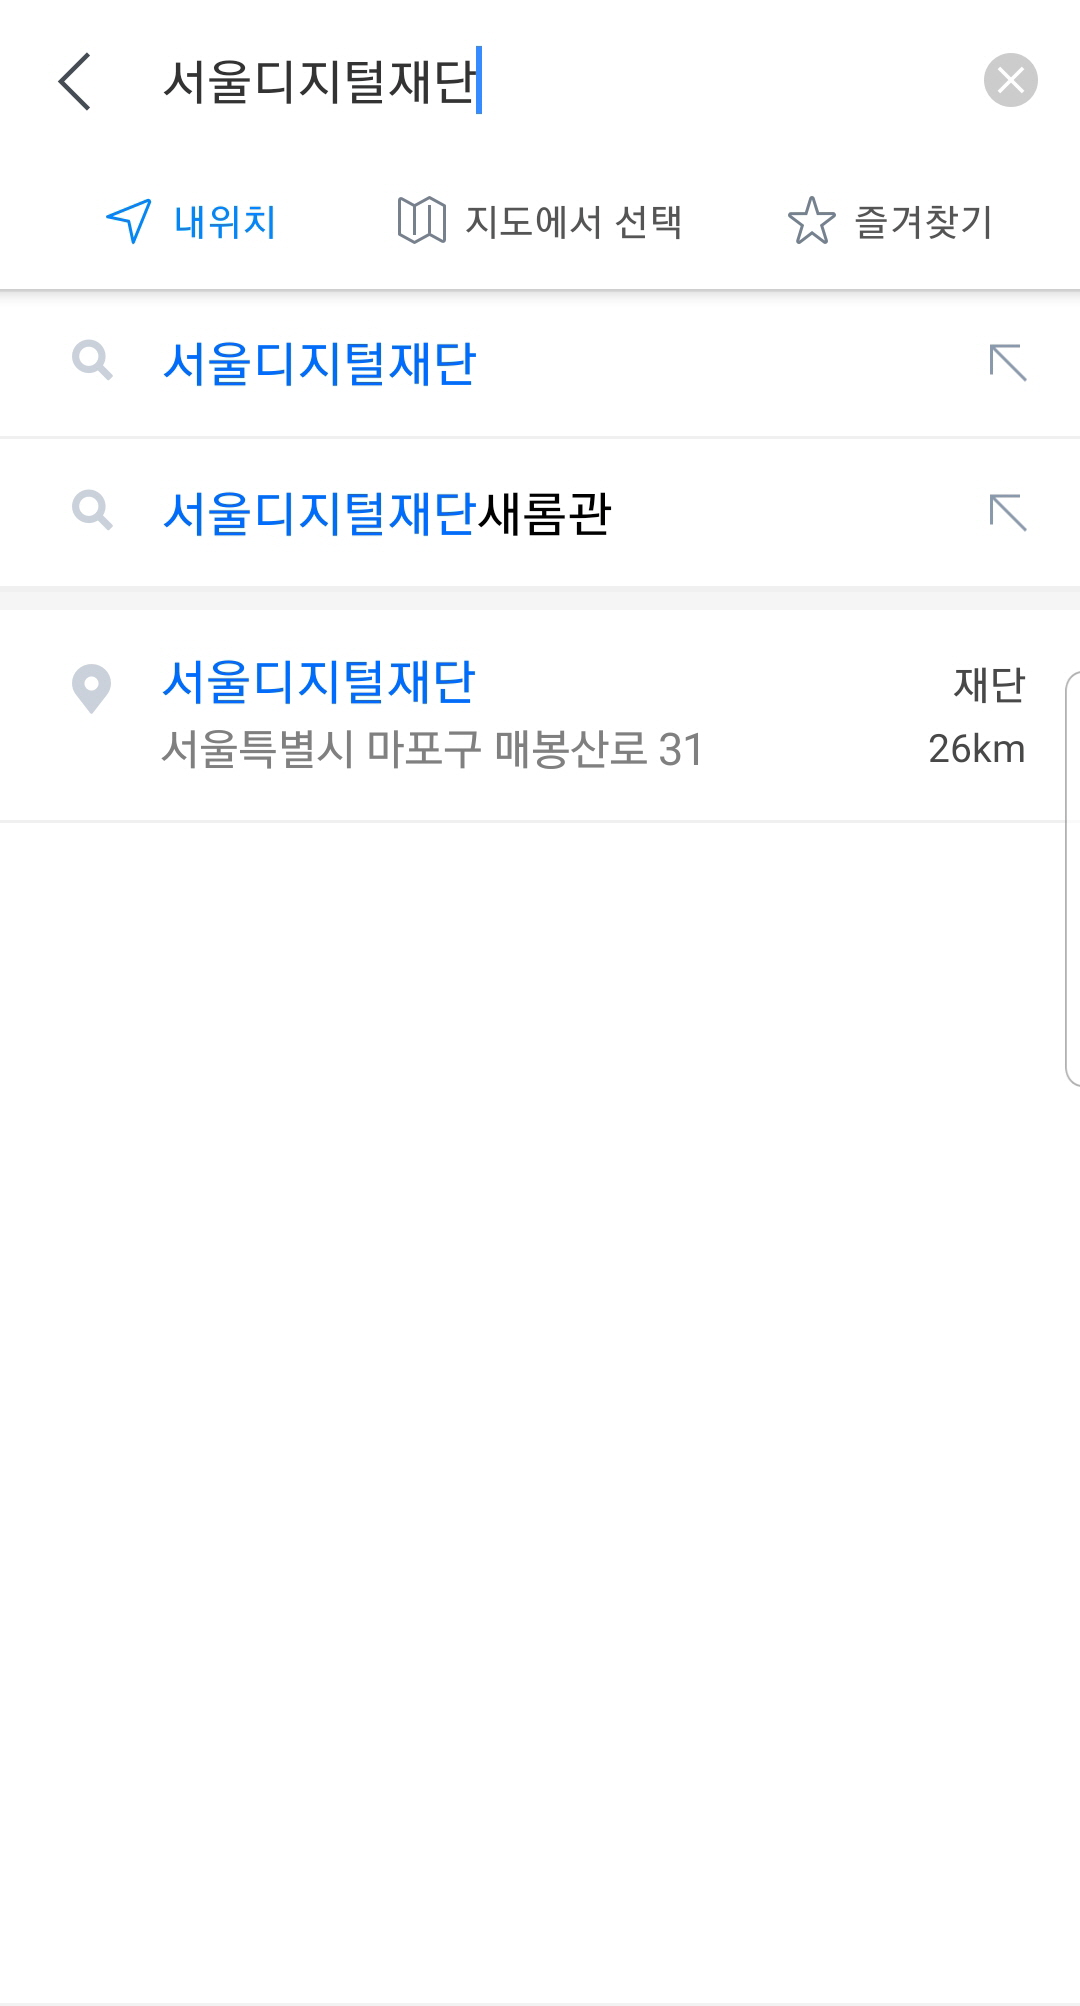 서울디지털재단
내위치 지도에서 선택 즐겨찾기
서울디지털재단
서울디지털재단새롬관
서울디지털재단 재단
서울특별시 마포구 매봉산로 31 26km